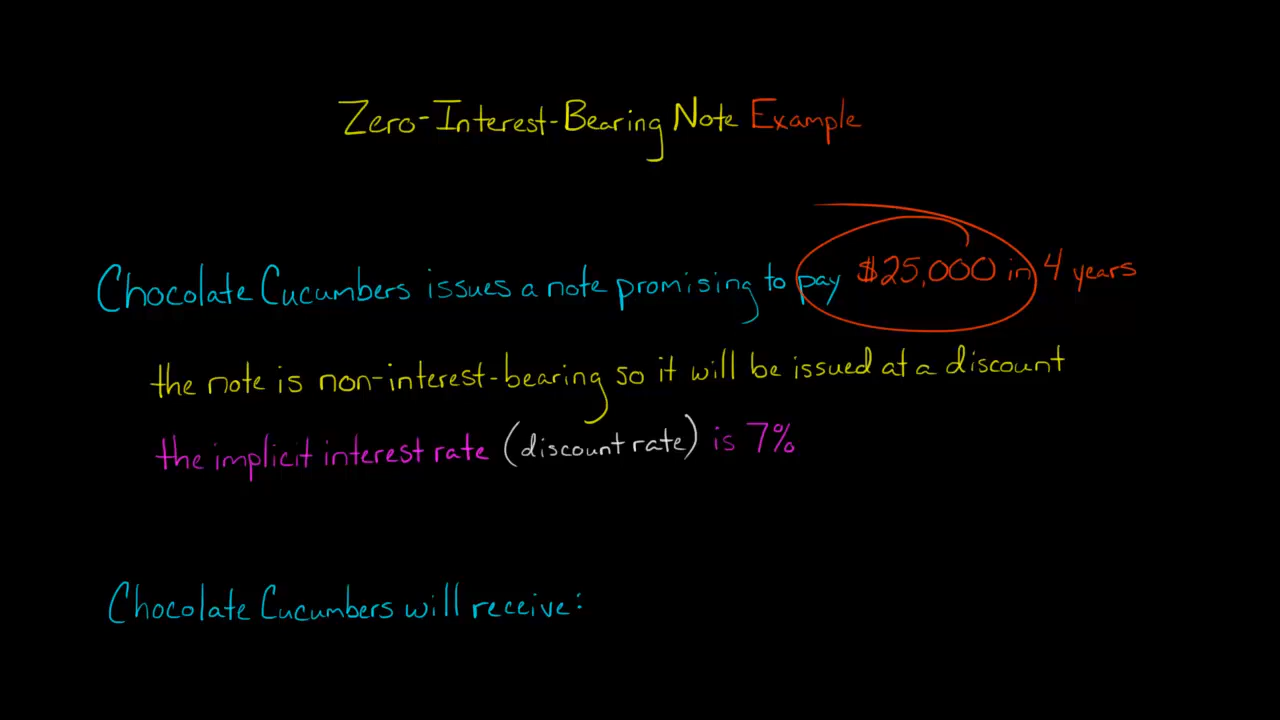 Zero-Interest-Bearing Note Example
Chocolate Cucumbers issues a note promising to pay $25,000 in 4 years
the note is non-interest-bearing so it will be issued at a discount
the implicit interest rate (discount rate) is 7%
Chocolate Cucumbers will receive: